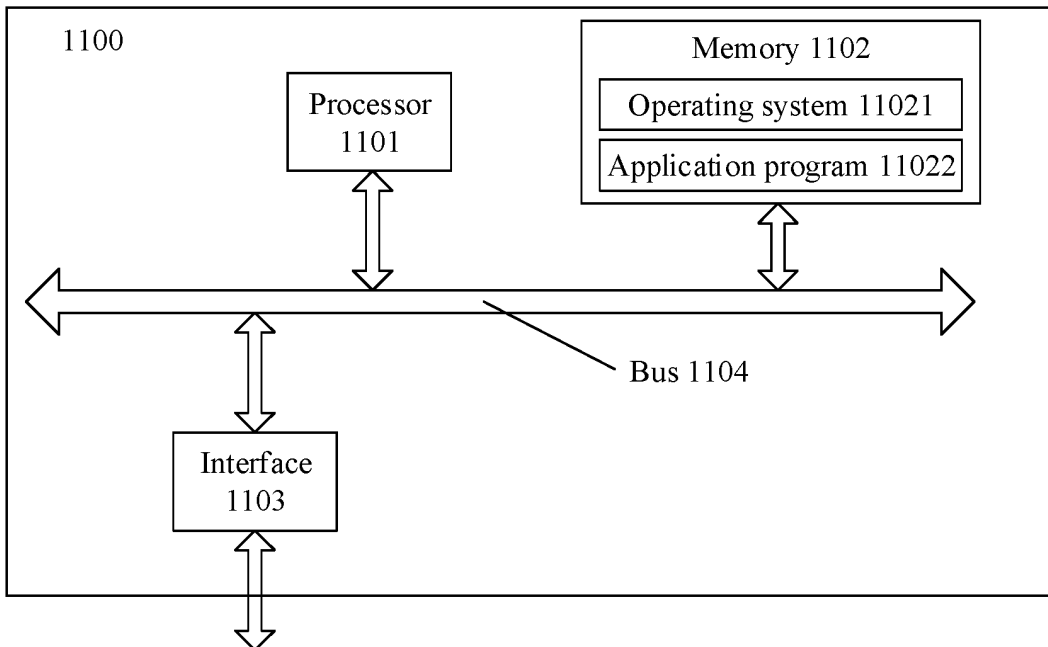 1100
Memory 1102
Operating system 11021
Application program 11022
Processor
1101
Bus 1104
Interface
1103